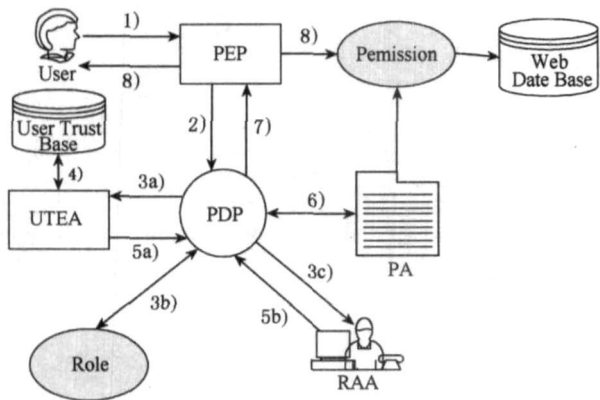 1)
PEP
8)
Pemission
Web
Date Base
User
8)
User Trust
Base
2)
7)
4)
3a)
UTEA
PDP
6)
5a)
PA
3b)
3c)
5b)
Role
RAA